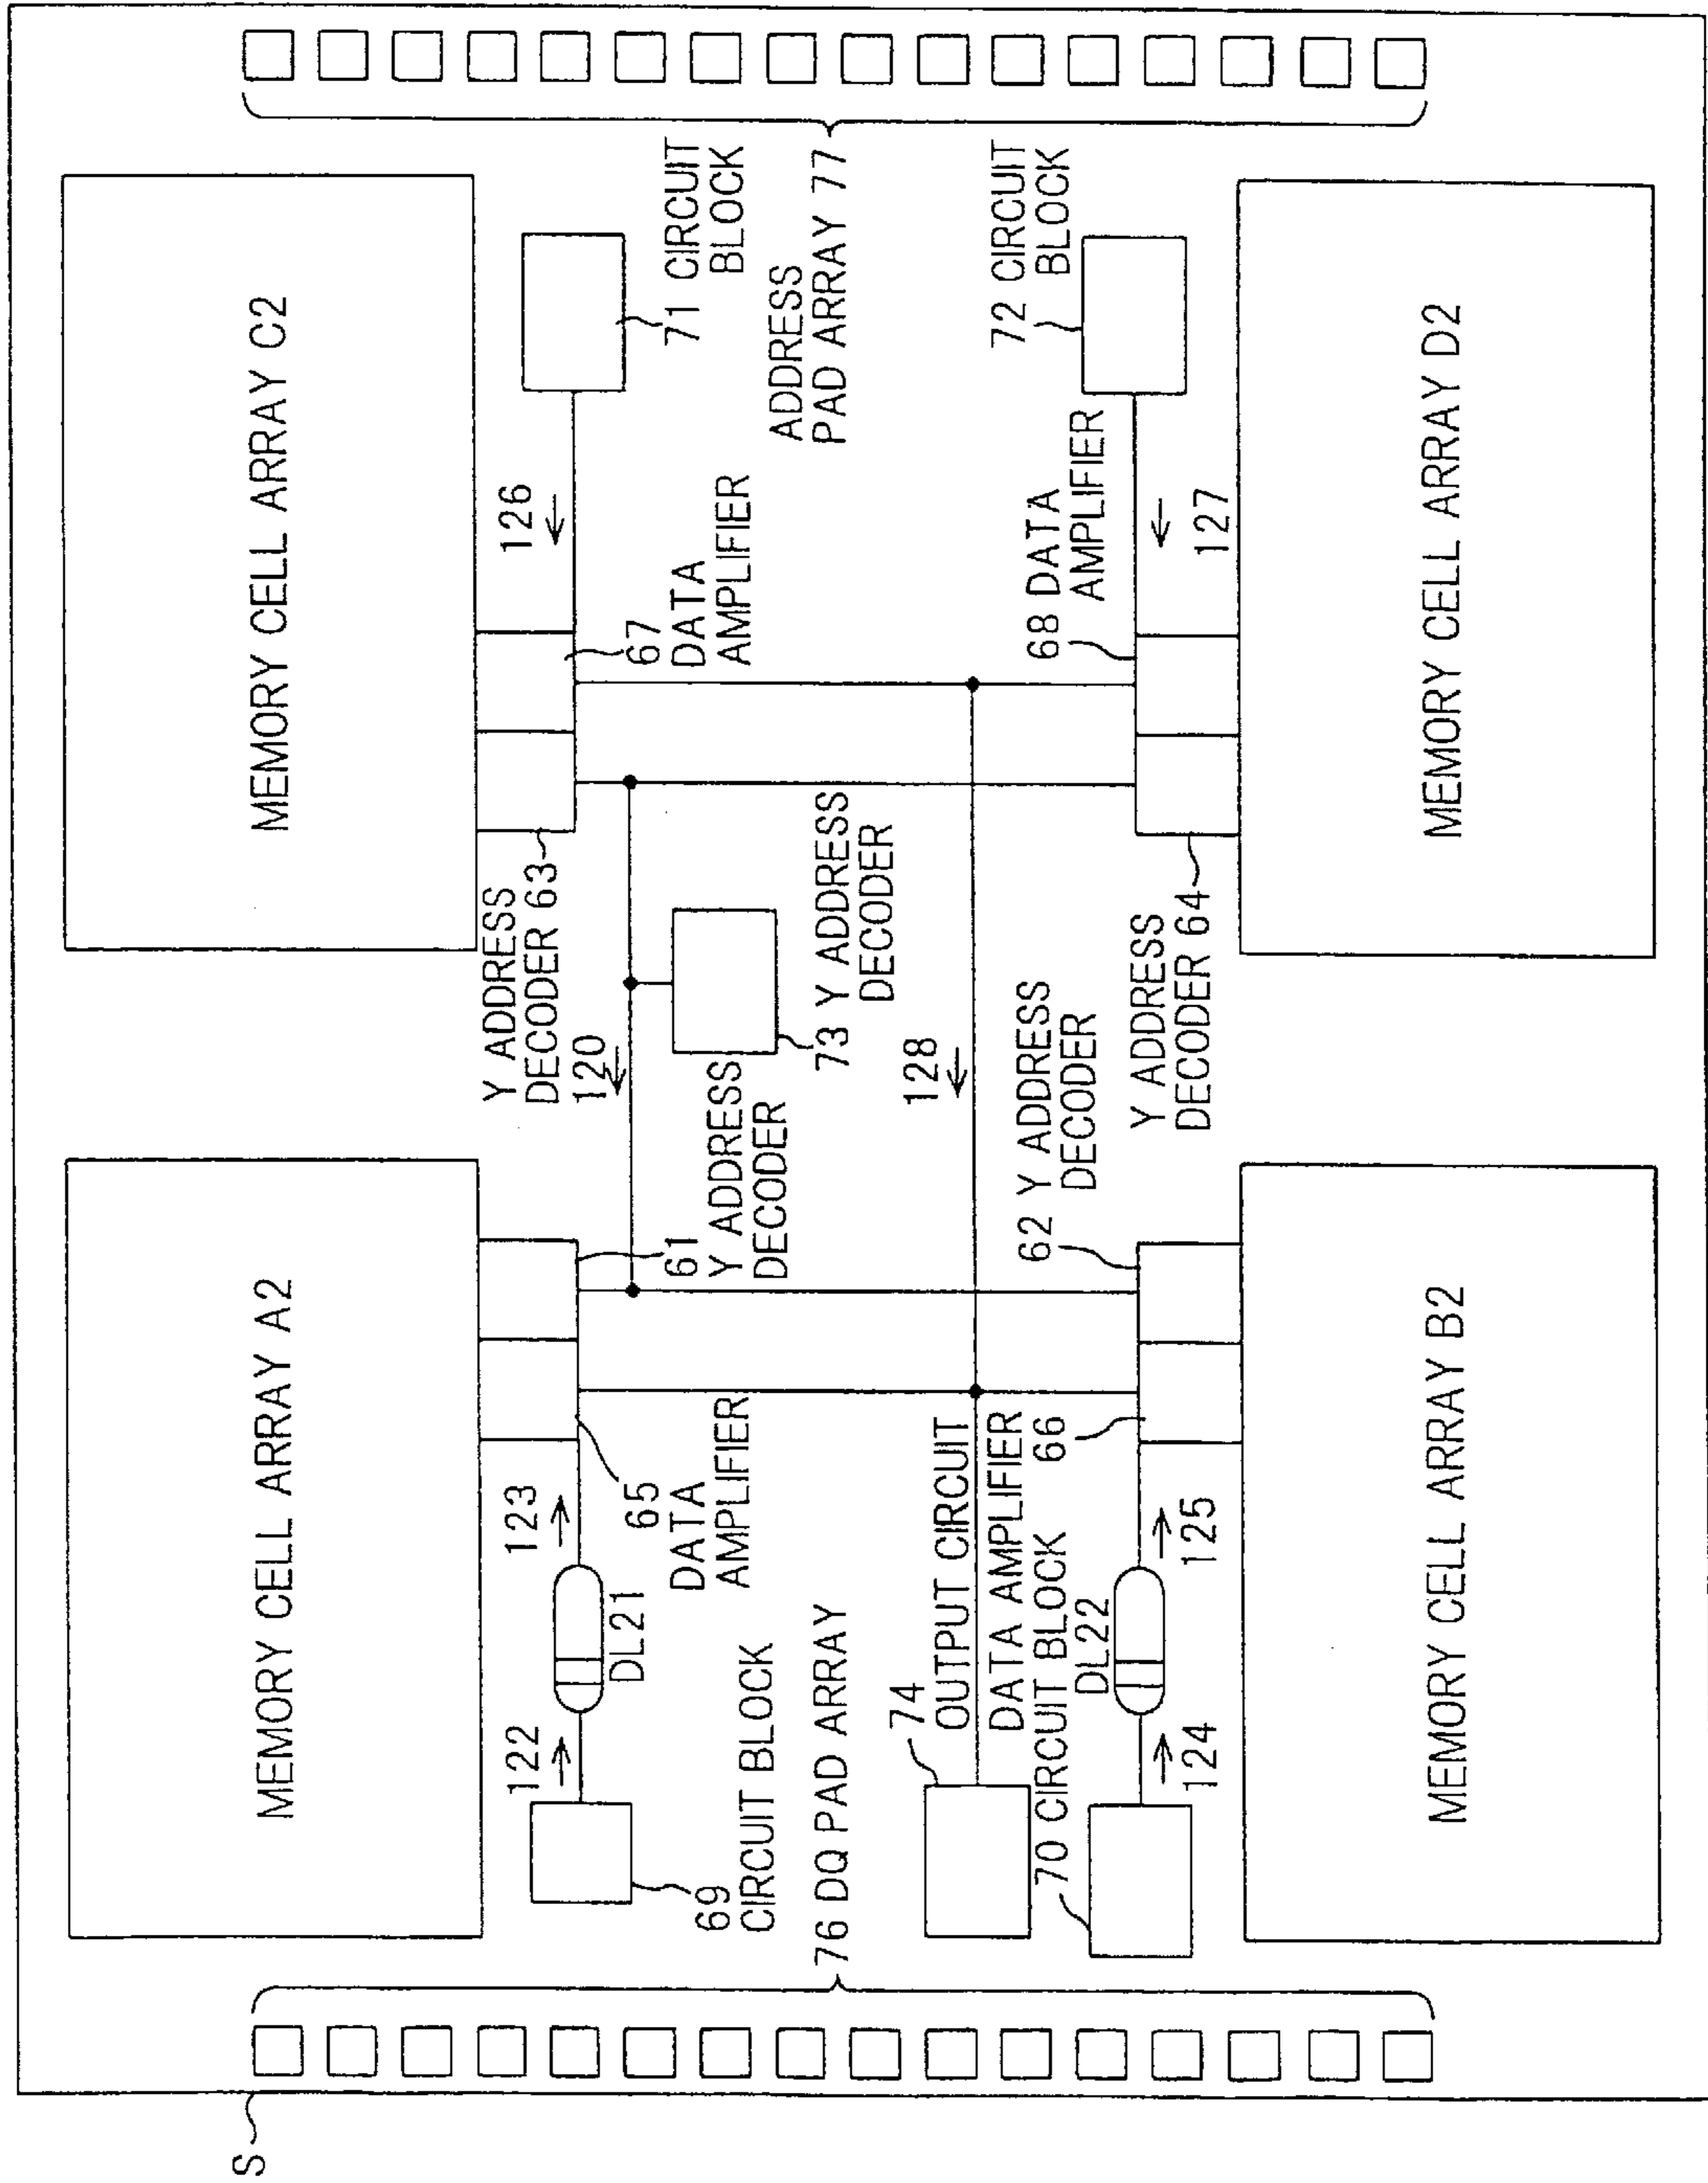 S
MEMORY CELL ARRAY A2
MEMORY CELL ARRAY C2
122
123
DL21
69
CIRCUIT BLOCK
65
DATA
AMPLIFIER
61
Y ADDRESS
DECODER
Y ADDRESS
DECODER 63
120
73 Y ADDRESS
DECODER
67
DATA
AMPLIFIER
126
71 CIRCUIT
BLOCK
76 DQ PAD ARRAY
ADDRESS
PAD ARRAY 77
74
OUTPUT CIRCUIT
128
DATA AMPLIFIER
66
70 CIRCUIT BLOCK
DL22
124
125
62 Y ADDRESS
DECODER
Y ADDRESS
DECODER 64
68 DATA
AMPLIFIER
127
72 CIRCUIT
BLOCK
MEMORY CELL ARRAY B2
MEMORY CELL ARRAY D2